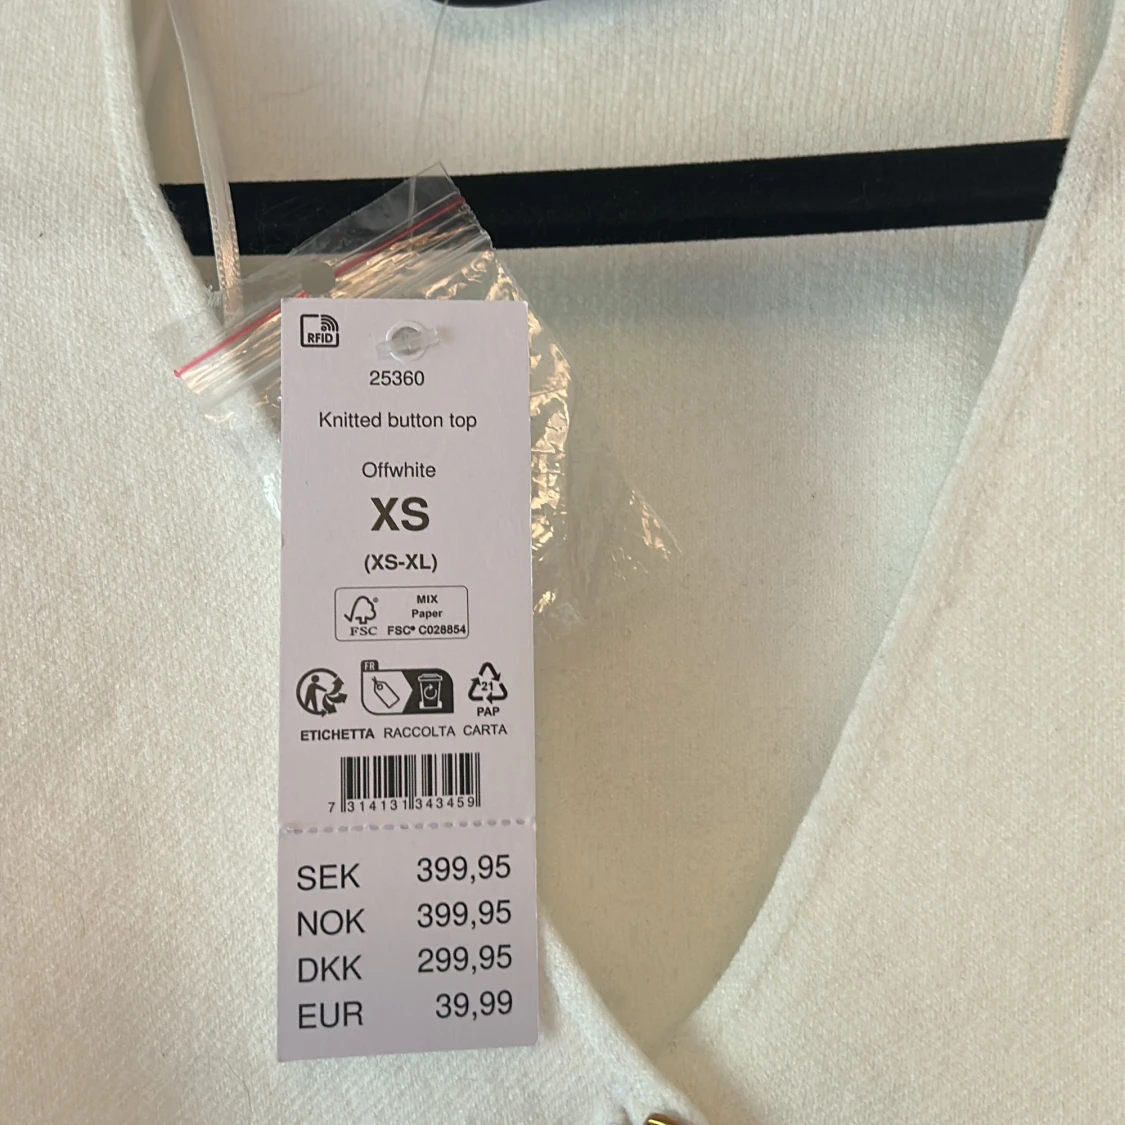 RFID
25360
Knitted button top
Offwhite
XS
(XS-XL)
MIX
Paper
FSC® C028854
FSC
FR
21
PAP
ETICHETTA RACCOLTA CARTA
7 314131 343459
SEK 399,95
NOK 399,95
DKK 299,95
EUR 39,99